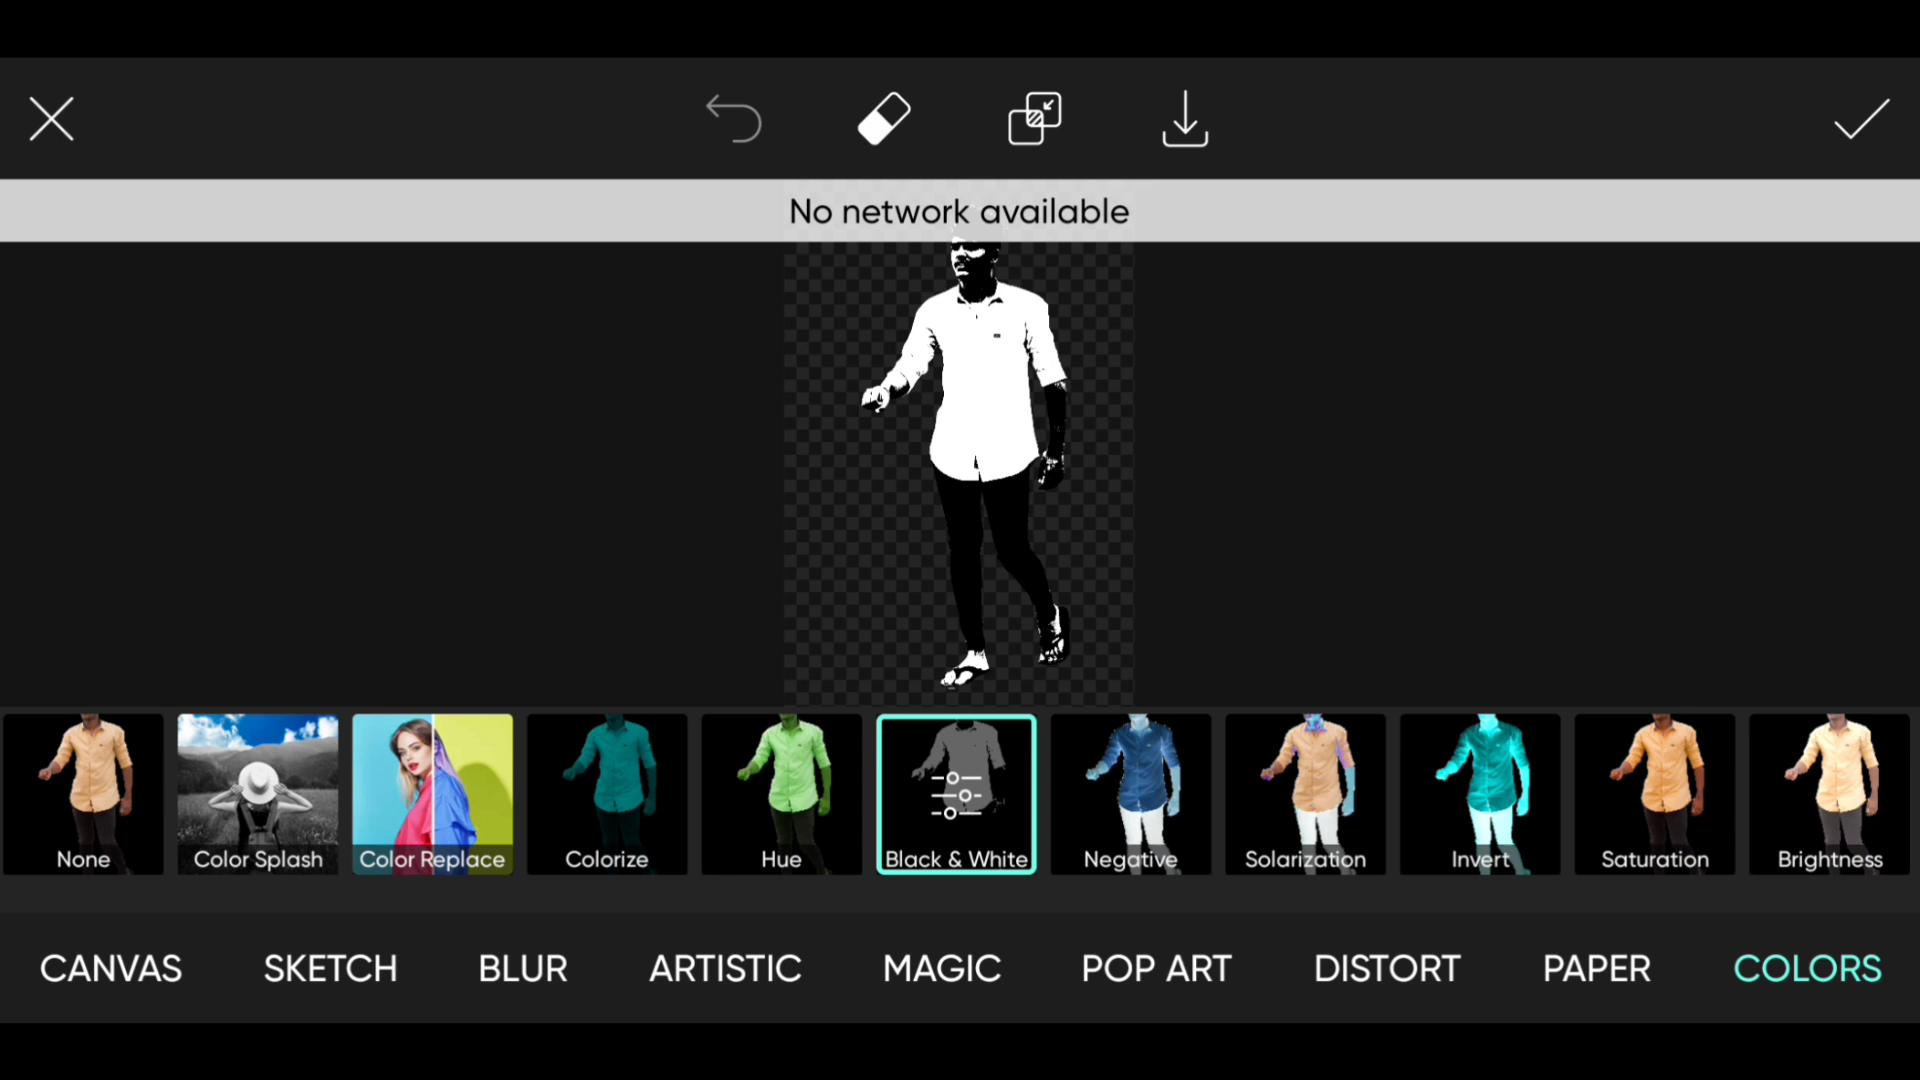 No network available
None
Color Splash
Color Replace
Colorize
Hue
Black & White
Negative
Solarization
Invert
Saturation
Brightness
CANVAS
SKETCH
BLUR
ARTISTIC
MAGIC
POP ART
DISTORT
PAPER
COLORS